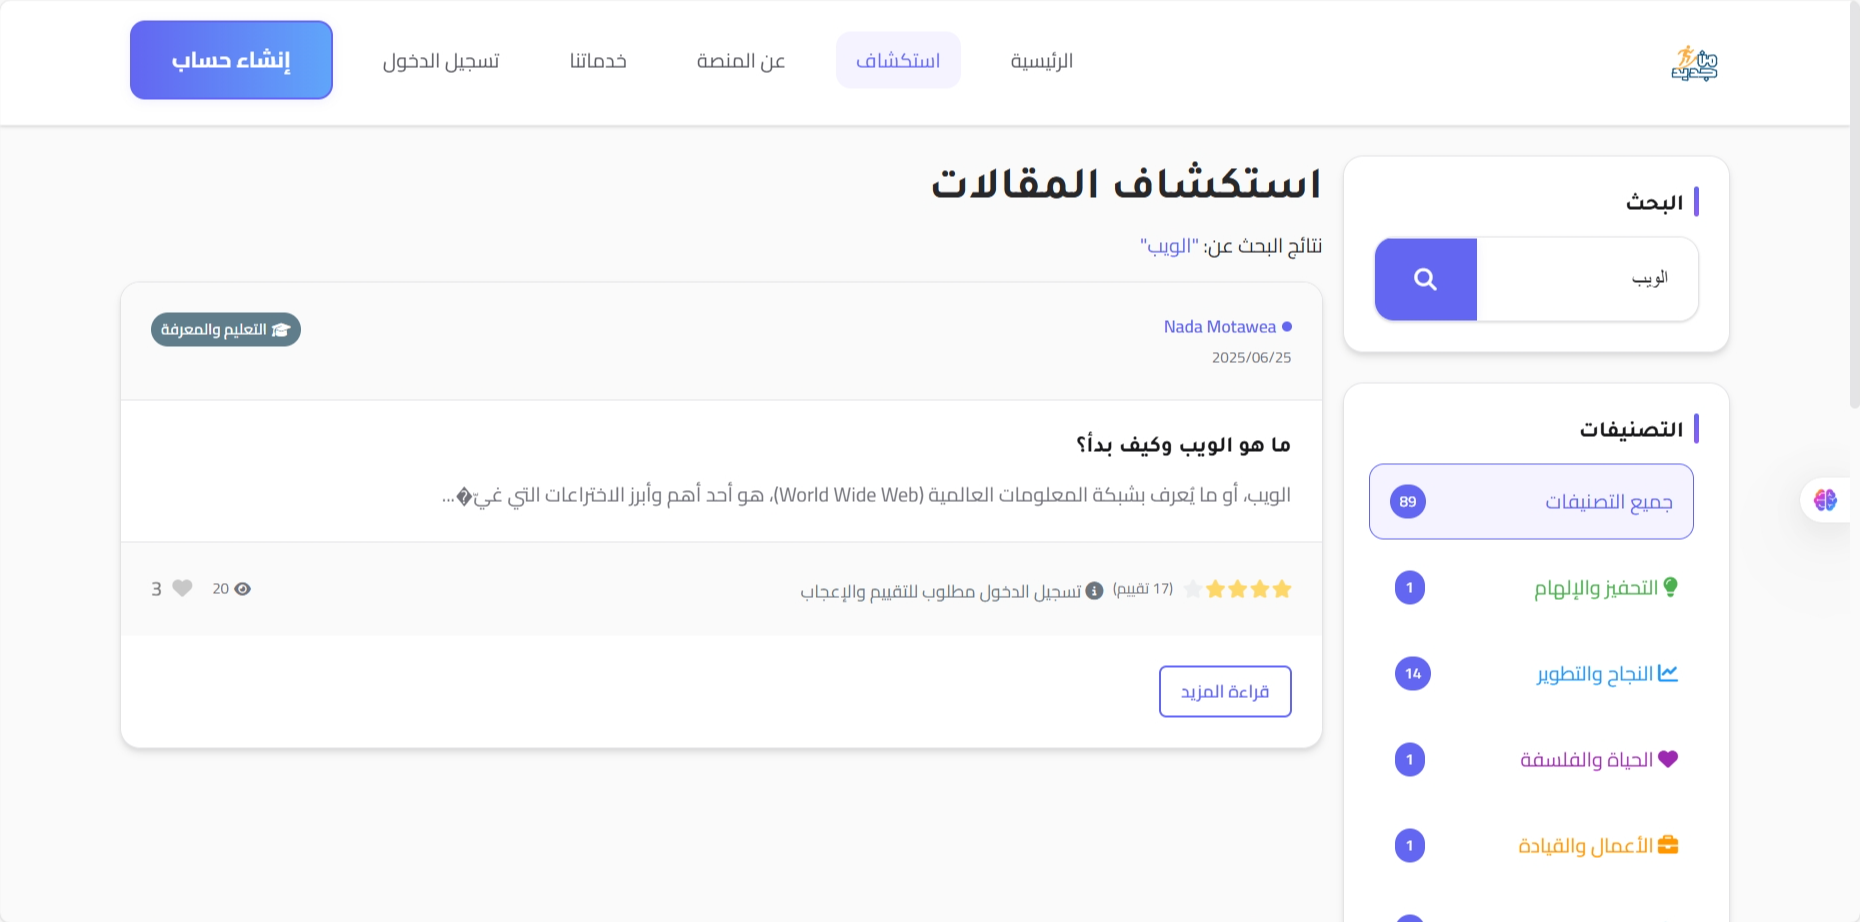 من جديد
الرئيسية
استكشاف
عن المنصة
خدماتنا
تسجيل الدخول
إنشاء حساب
البحث
الويب
التصنيفات
جميع التصنيفات 89
التحفيز والإلهام 1
النجاح والتطوير 14
الحياة والفلسفة 1
الأعمال والقيادة 1
استكشاف المقالات
نتائج البحث عن: "الويب"
Nada Motawea
2025/06/25
التعليم والمعرفة
ما هو الويب وكيف بدأ؟
الويب، أو ما يُعرف بشبكة المعلومات العالمية (World Wide Web)، هو أحد أهم وأبرز الاختراعات التي غيّ�...
(17 تقييم) تسجيل الدخول مطلوب للتقييم والإعجاب
20
3
قراءة المزيد